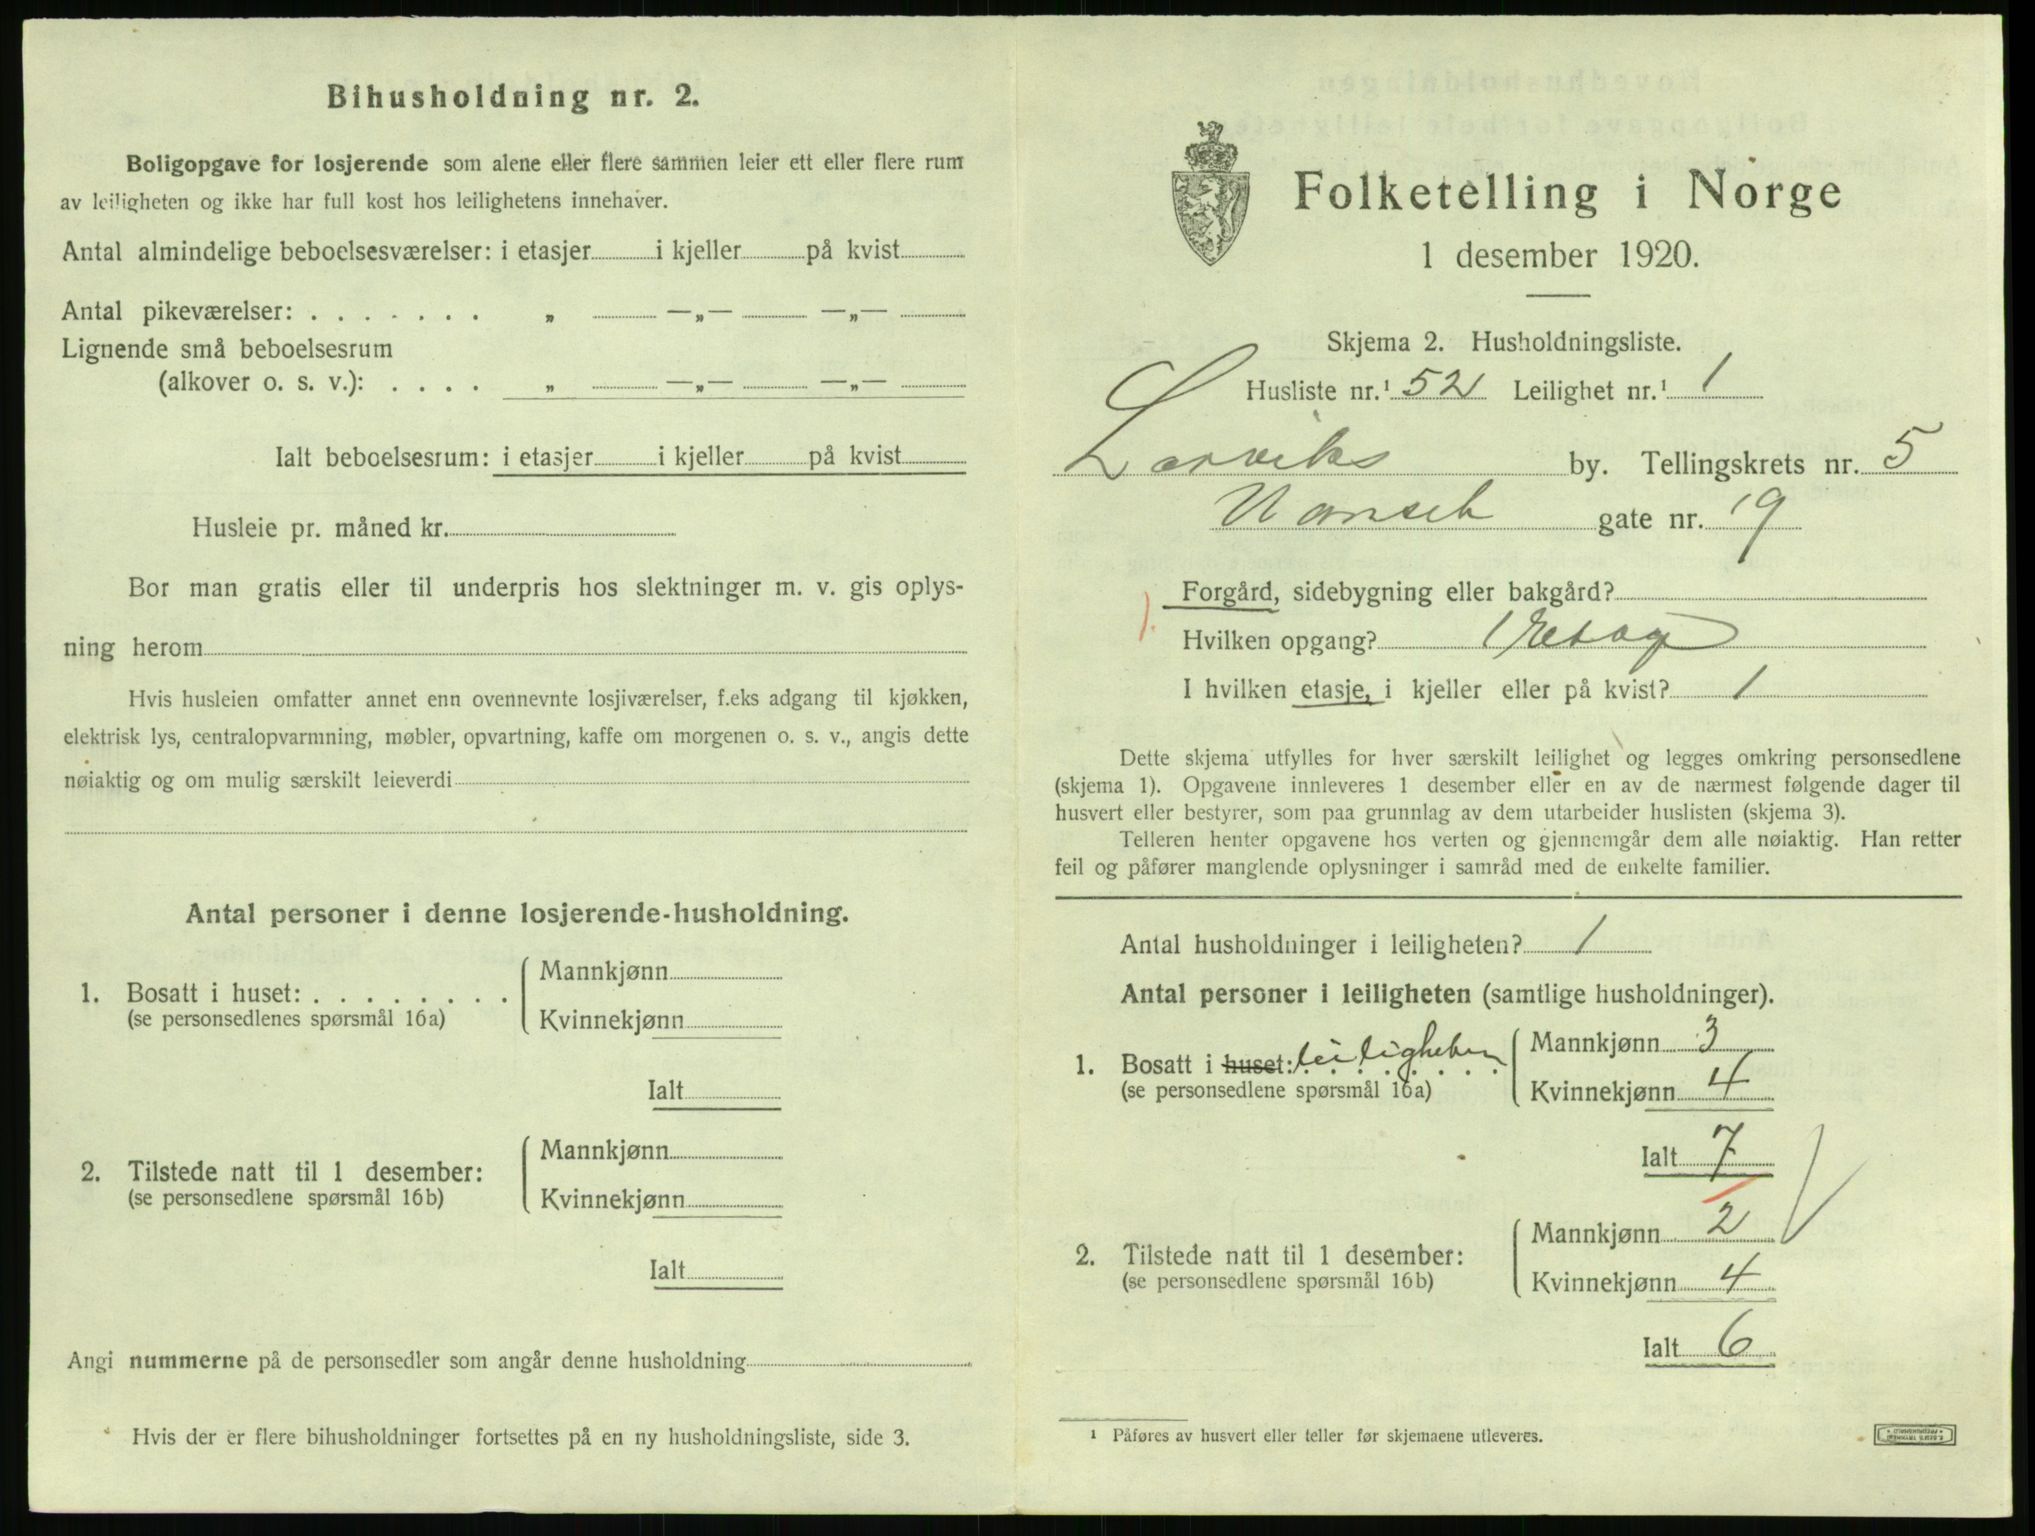 Bihusholdning nr. 2.
Boligopgave for losjerende som alene eller flere sammen leier ett eller flere rum
av leiligheten og ikke har full kost hos leilighetens innehaver.
Antal almindelige beboelsesværelser: i etasjer i kjeller på kvist
Antal pikeværelser: . . . . . . . „ —„— —„—
Lignende små beboelsesrum
(alkover o. s. v.): . . . . „ —„— —„—
Ialt beboelsesrum: i etasjer i kjeller på kvist
Husleie pr. måned kr.
Bor man gratis eller til underpris hos slektninger m. v. gis oplys-
ning herom
Hvis husleien omfatter annet enn ovennevnte losjiværelser, f.eks adgang til kjøkken,
elektrisk lys, centralopvarmning, møbler, opvartning, kaffe om morgenen o. s. v., angis dette
nøiaktig og om mulig særskilt leieverdi
Antal personer i denne losjerende-husholdning.
1. Bosatt i huset: . . . . . . . .
(se personsedlenes spørsmål 16a)
Mannkjønn
Kvinnekjønn
Ialt
2. Tilstede natt til 1 desember:
(se personsedlene spørsmål 16b)
Mannkjønn
Kvinnekjønn
Ialt
Angi nummerne på de personsedler som angår denne husholdning
Hvis der er flere bihusholdninger fortsettes på en ny husholdningsliste, side 3.
Folketelling i Norge
1 desember 1920.
Skjema 2. Husholdningsliste.
Husliste nr.¹ 52 Leilighet nr.¹ 1
Larviks by. Tellingskrets nr. 5
Nanset gate nr. 19
Forgård, sidebygning eller bakgård?
Hvilken opgang? 1 etage
I hvilken etasje, i kjeller eller på kvist? 1
Dette skjema utfylles for hver særskilt leilighet og legges omkring personsedlene
(skjema 1). Opgavene innleveres 1 desember eller en av de nærmest følgende dager til
husvert eller bestyrer, som paa grunnlag av dem utarbeider huslisten (skjema 3).
Telleren henter opgavene hos verten og gjennemgår dem alle nøiaktig. Han retter
feil og påfører manglende oplysninger i samråd med de enkelte familier.
Antal husholdninger i leiligheten? 1
Antal personer i leiligheten (samtlige husholdninger).
1. Bosatt i huset: leiligheten
(se personsedlene spørsmål 16a)
Mannkjønn 3
Kvinnekjønn 4
Ialt 7
2. Tilstede natt til 1 desember:
(se personsedlene spørsmål 16b)
Mannkjønn 2
Kvinnekjønn 4
Ialt 6
¹ Påføres av husvert eller teller før skjemaene utleveres.